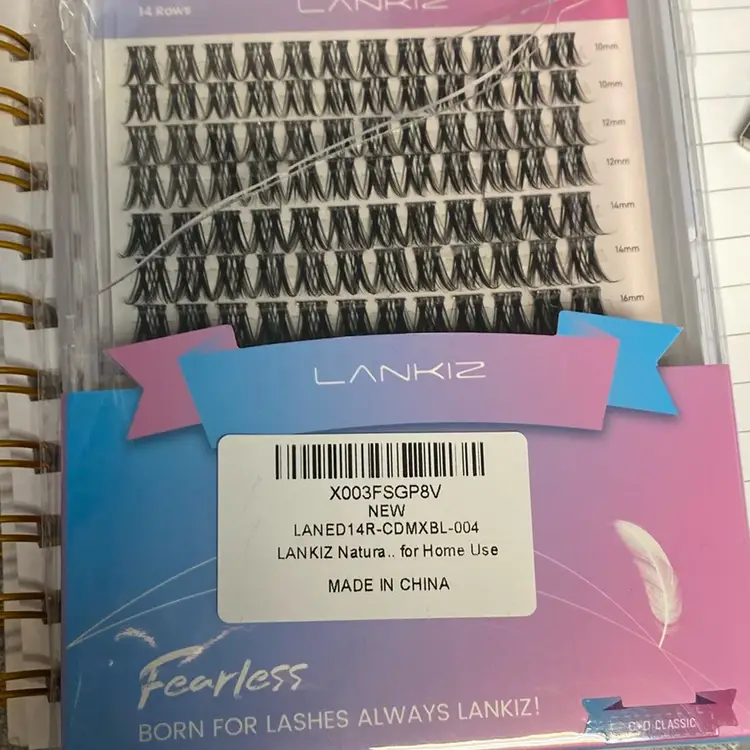 14 Rows
LANKIZ
10mm
10mm
12mm
12mm
14mm
14mm
16mm
LANKIZ
X003FSGP8V
NEW
LANED14R-CDMXBL-004
LANKIZ Natura.. for Home Use
MADE IN CHINA
Fearless
BORN FOR LASHES ALWAYS LANKIZ!
C+D CLASSIC